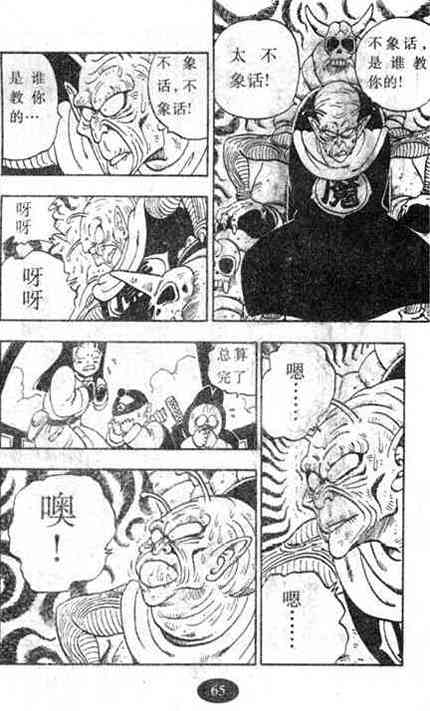 不象话，
是谁教
你的！
太不
象话！
魔
不象
话，不
象话！
是谁
教你
的…
呀
呀
呀
呀
嗯……
嗯……
总算
完了
噢！
65